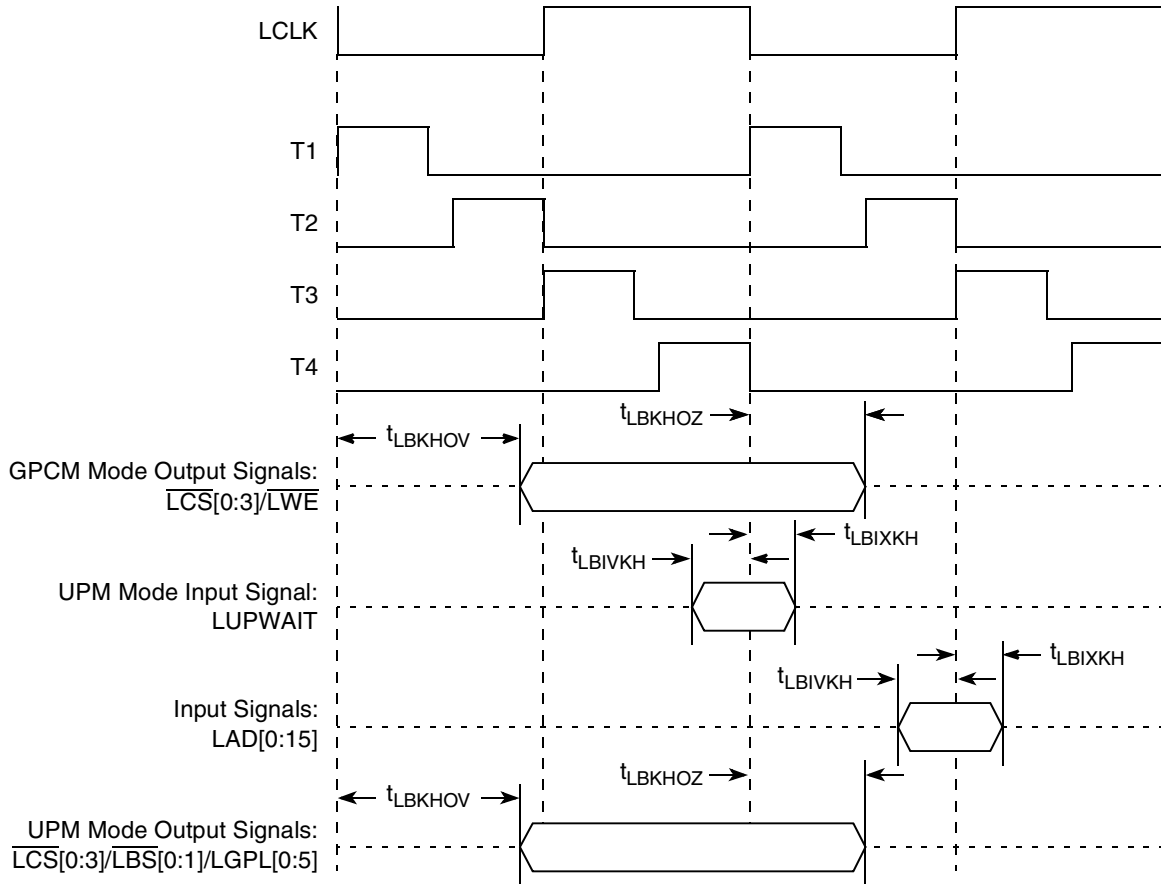 LCLK
T1
T2
T3
T4
tLBKHOZ
tLBKHOV
GPCM Mode Output Signals:
LCS[0:3]/LWE
tLBIXKH
tLBIVKH
UPM Mode Input Signal:
LUPWAIT
tLBIXKH
tLBIVKH
Input Signals:
LAD[0:15]
tLBKHOZ
tLBKHOV
UPM Mode Output Signals:
LCS[0:3]/LBS[0:1]/LGPL[0:5]